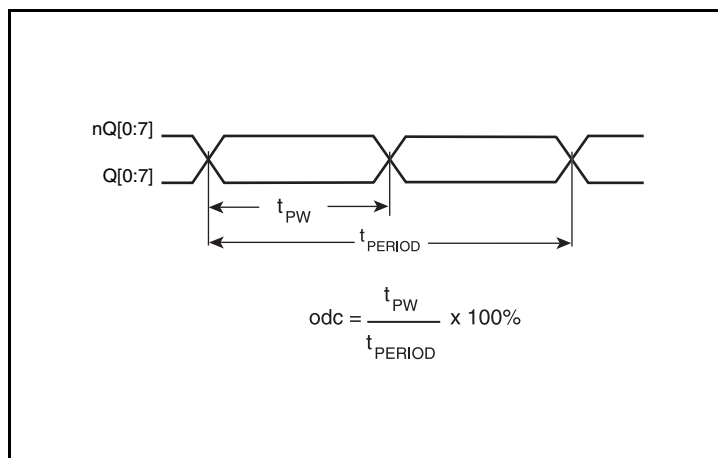 nQ[0:7]
Q[0:7]
tPW
tPERIOD
odc = tPW / tPERIOD x 100%